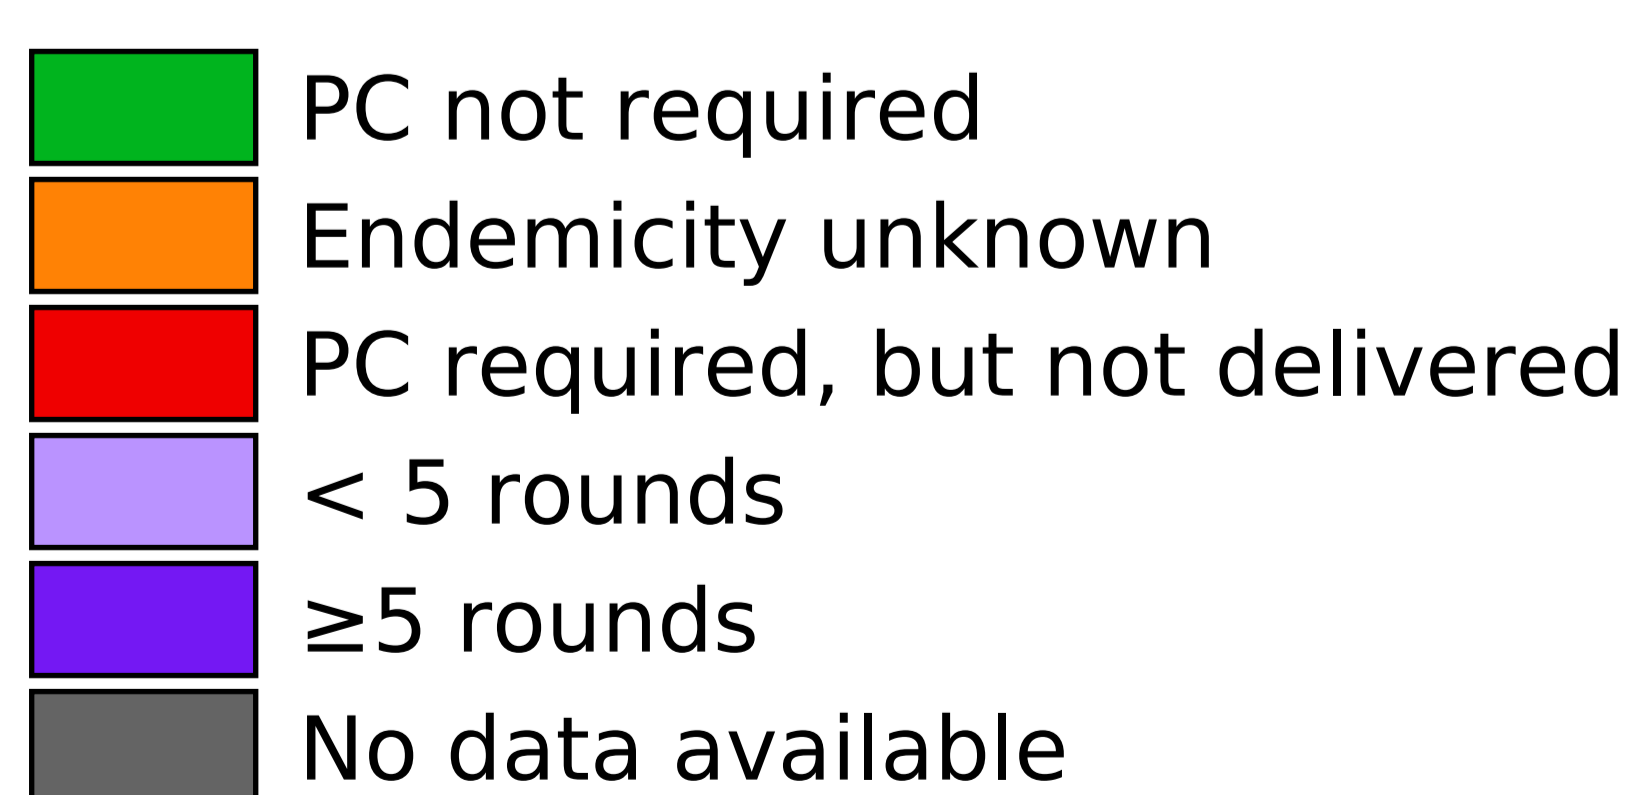 PC not required
Endemicity unknown
PC required, but not delivered
< 5 rounds
≥5 rounds
No data available